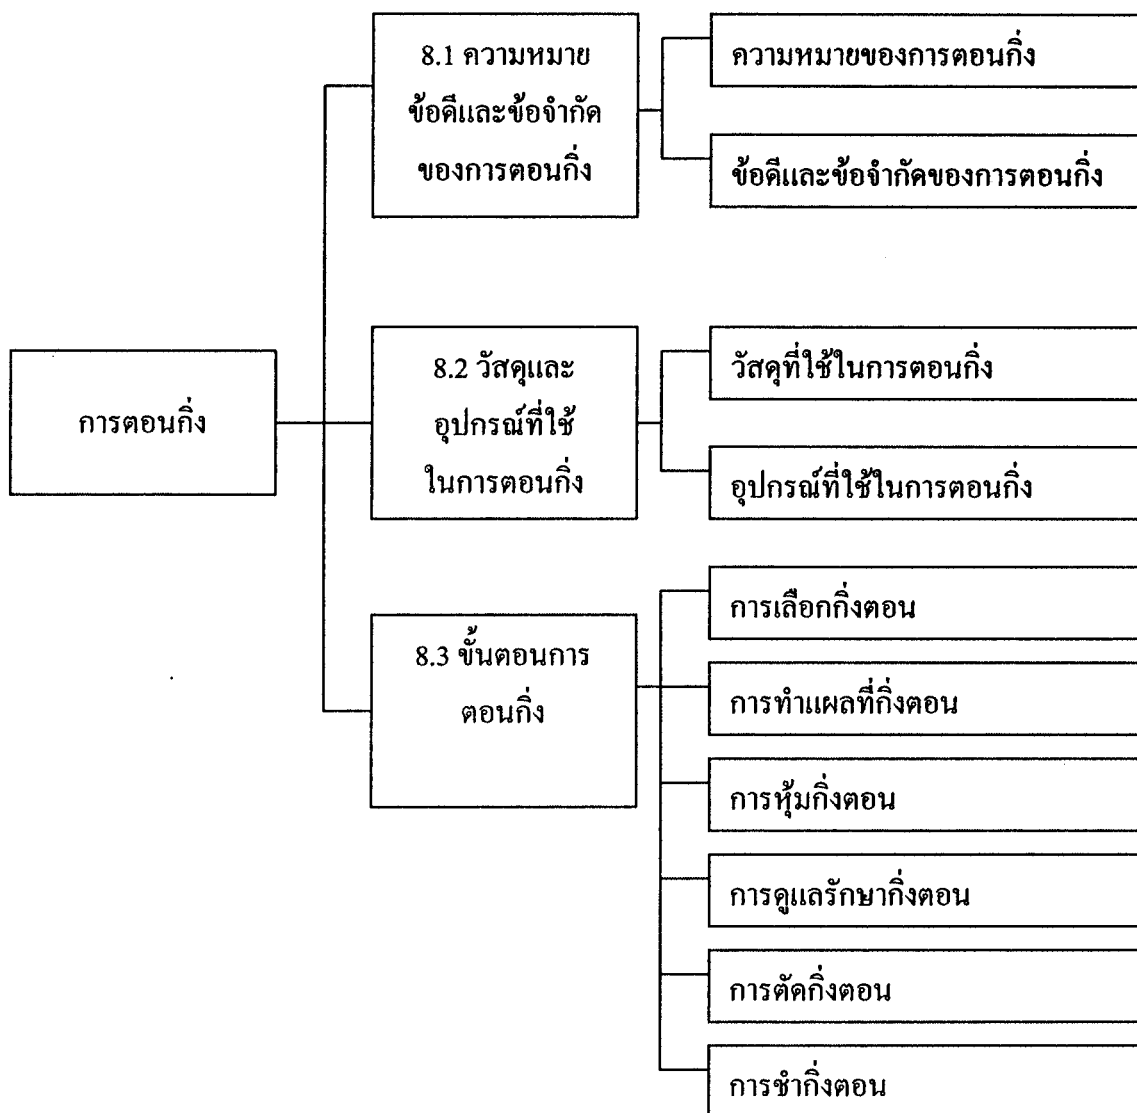 8.1 ความหมาย
ข้อดีและข้อจำกัด
ของการตอนกิ่ง
ความหมายของการตอนกิ่ง
ข้อดีและข้อจำกัดของการตอนกิ่ง
การตอนกิ่ง
8.2 วัสดุและ
อุปกรณ์ที่ใช้
ในการตอนกิ่ง
วัสดุที่ใช้ในการตอนกิ่ง
อุปกรณ์ที่ใช้ในการตอนกิ่ง
8.3 ขั้นตอนการ
ตอนกิ่ง
การเลือกกิ่งตอน
การทำแผลที่กิ่งตอน
การหุ้มกิ่งตอน
การดูแลรักษากิ่งตอน
การตัดกิ่งตอน
การชำกิ่งตอน